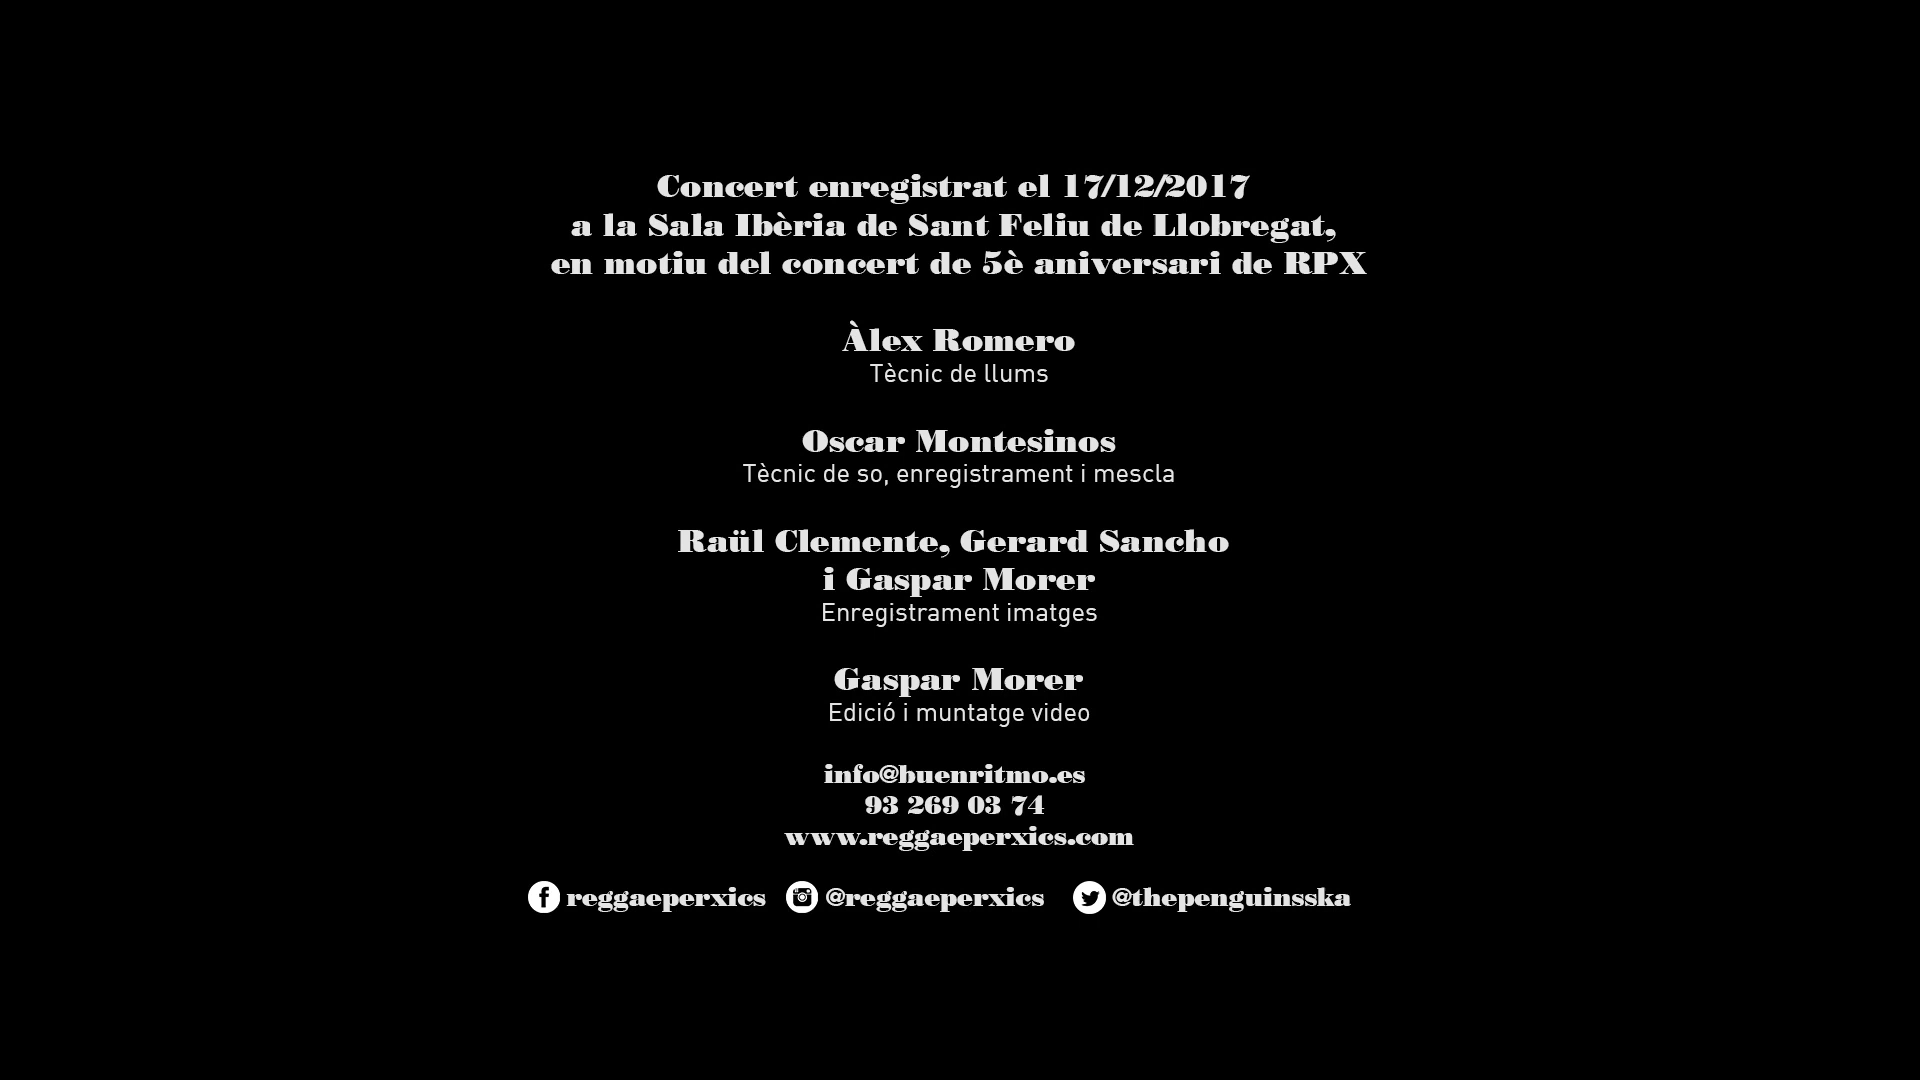 Concert enregistrat el 17/12/2017
a la Sala Ibèria de Sant Feliu de Llobregat,
en motiu del concert de 5è aniversari de RPX
Àlex Romero
Tècnic de llums
Oscar Montesinos
Tècnic de so, enregistrament i mescla
Raül Clemente, Gerard Sancho
i Gaspar Morer
Enregistrament imatges
Gaspar Morer
Edició i muntatge video
info@buenritmo.es
93 269 03 74
www.reggaeperxics.com
reggaeperxics @reggaeperxics @thepenguinsska